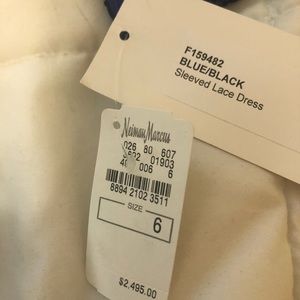 F159482
BLUE/BLACK
Sleeved Lace Dress
Neiman Marcus
026 80 607
01903
006 6
8894 2102 3511
SIZE
6
$2,495.00